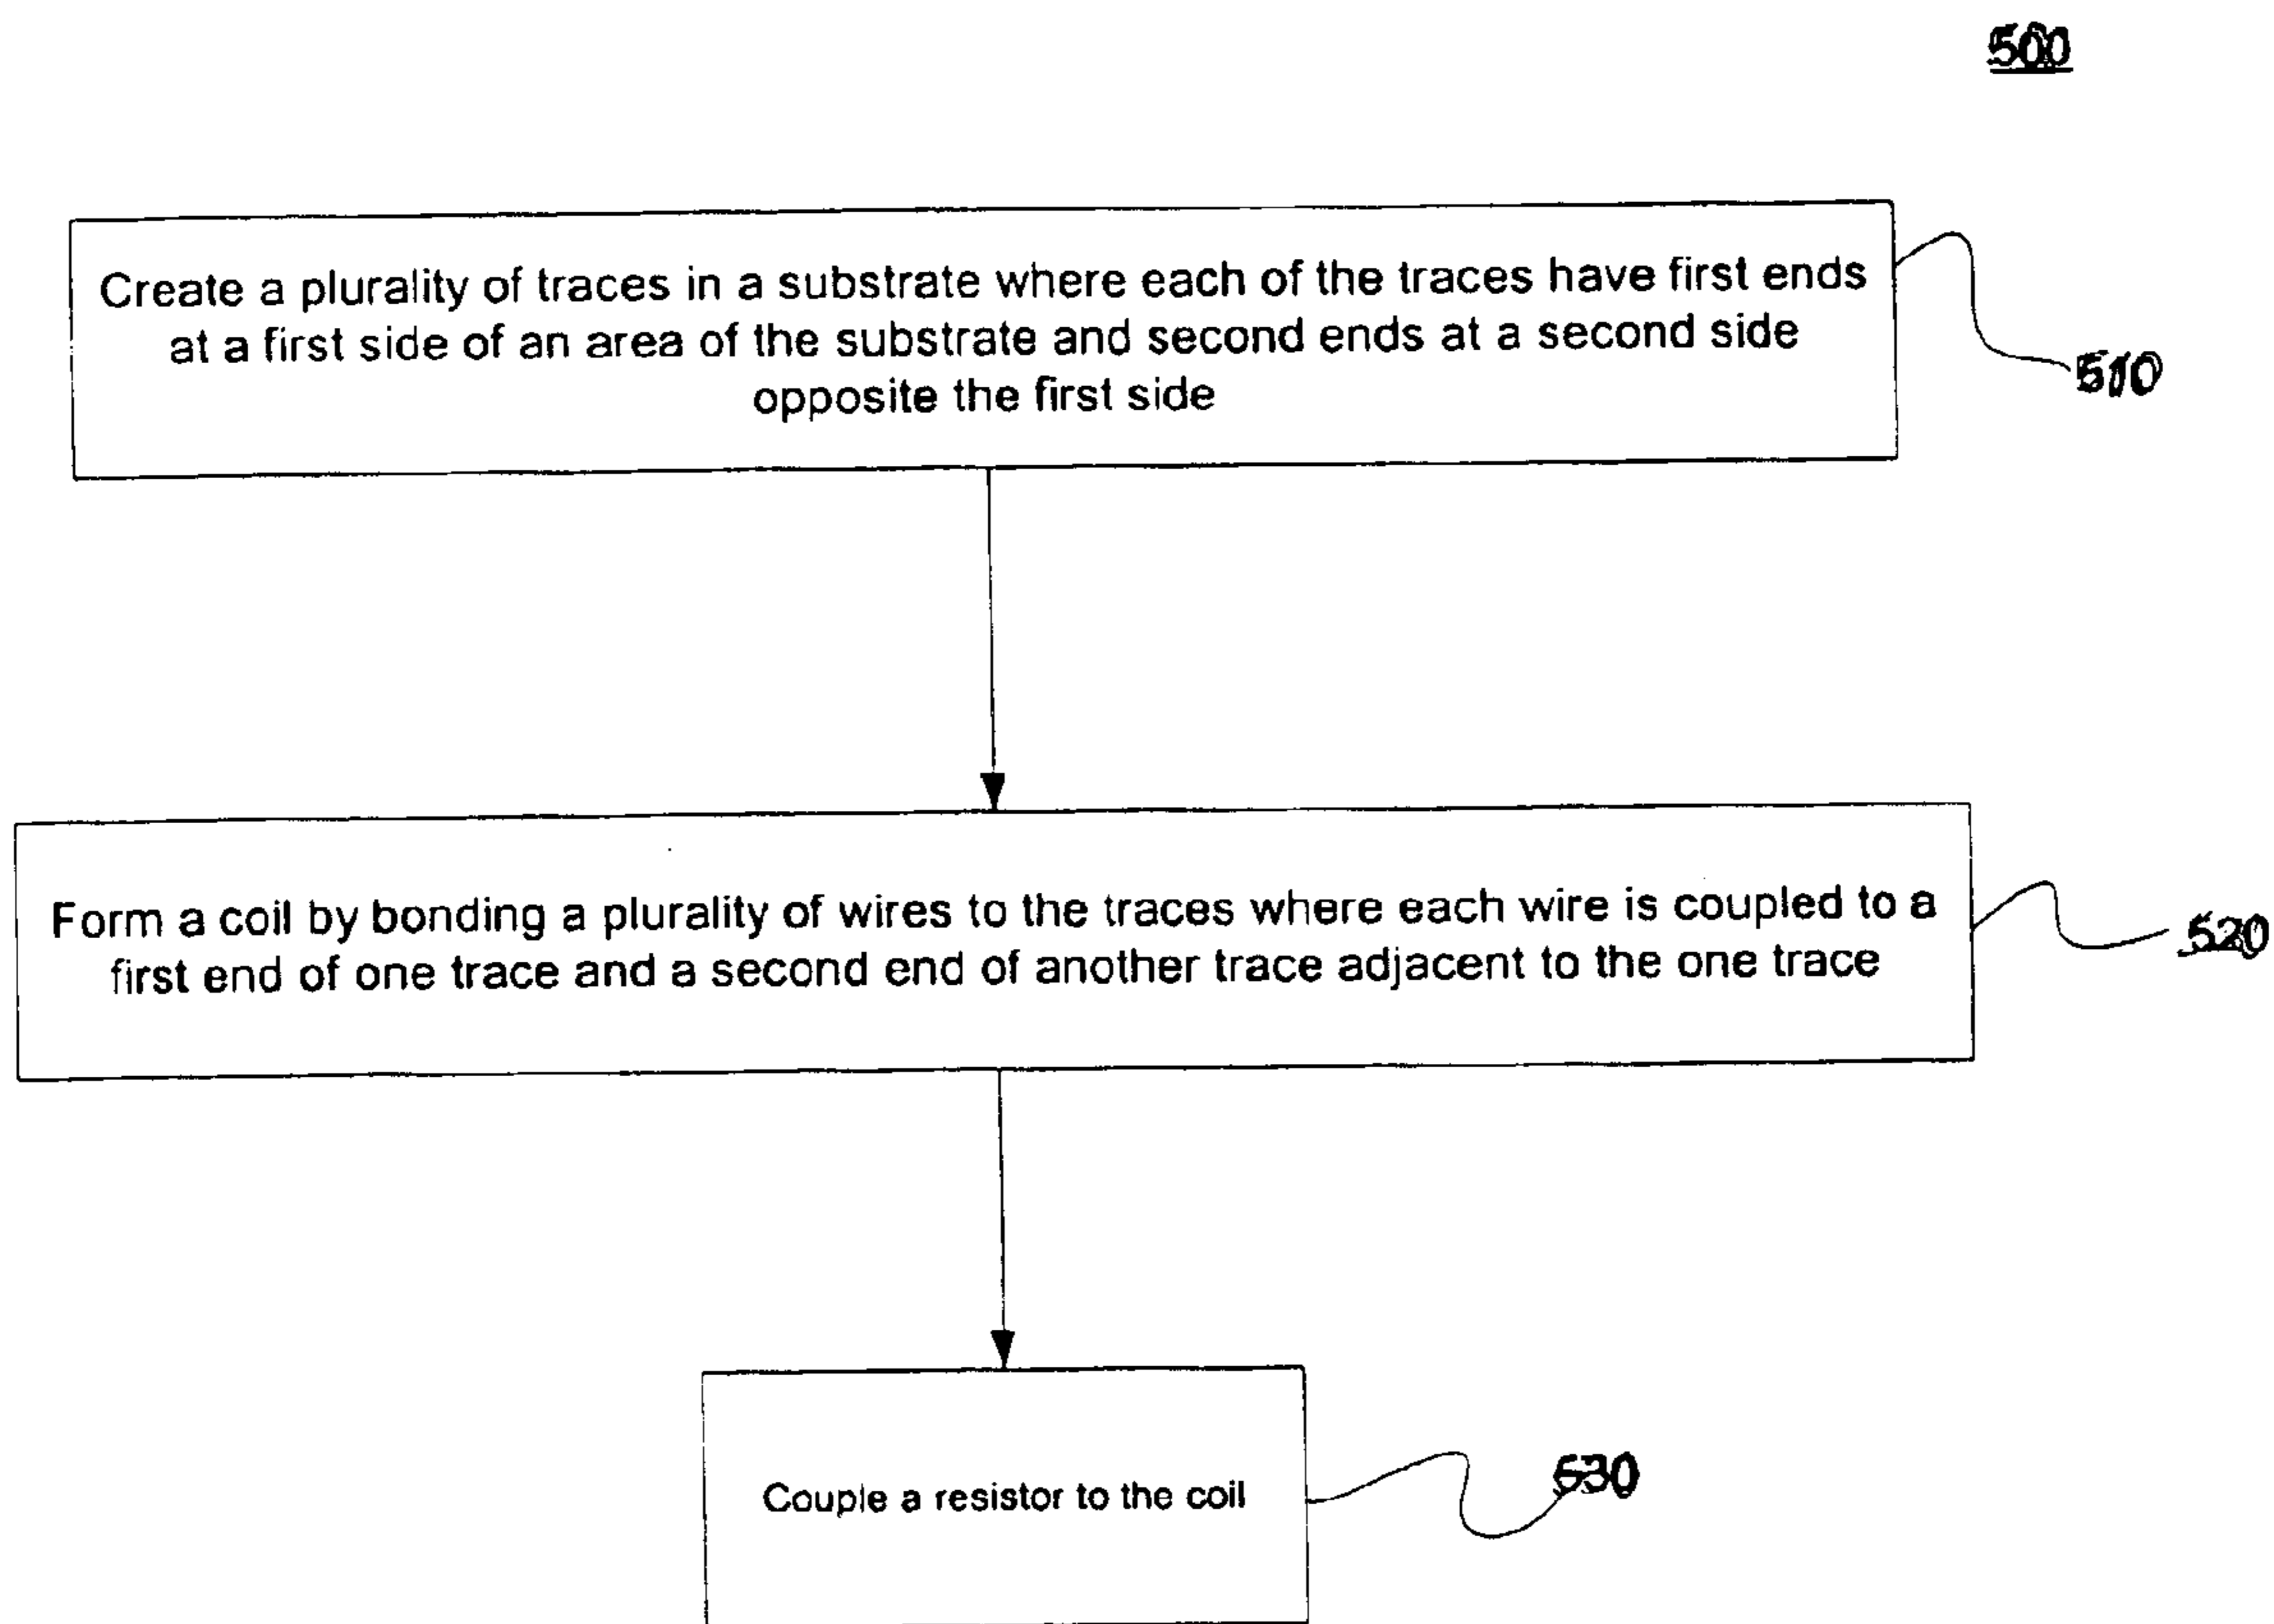 500
Create a plurality of traces in a substrate where each of the traces have first ends
at a first side of an area of the substrate and second ends at a second side
opposite the first side
510
Form a coil by bonding a plurality of wires to the traces where each wire is coupled to a
first end of one trace and a second end of another trace adjacent to the one trace
520
Couple a resistor to the coil
530